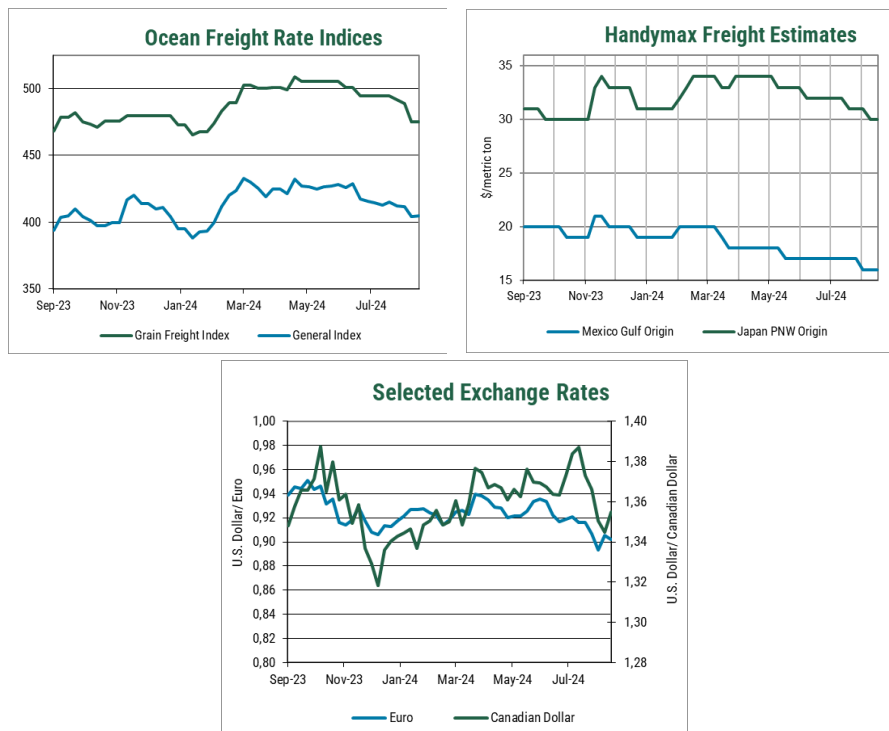 Ocean Freight Rate Indices
500
450
400
350
Sep-23 Nov-23 Jan-24 Mar-24 May-24 Jul-24
Grain Freight Index General Index
Handymax Freight Estimates
$/metric ton
35
30
25
20
15
Sep-23 Nov-23 Jan-24 Mar-24 May-24 Jul-24
Mexico Gulf Origin Japan PNW Origin
Selected Exchange Rates
U.S. Dollar/ Euro
1,00
0,98
0,96
0,94
0,92
0,90
0,88
0,86
0,84
0,82
0,80
1,40
1,38
1,36
1,34
1,32
1,30
1,28
U.S. Dollar/ Canadian Dollar
Sep-23 Nov-23 Jan-24 Mar-24 May-24 Jul-24
Euro Canadian Dollar